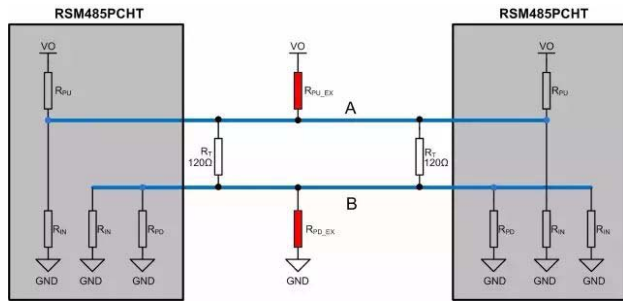 RSM485PCHT
RSM485PCHT
VO
VO
VO
RPU
RPU_EX
RPU
A
RT
120Ω
RT
120Ω
B
RIN
RIN
RPD
RPD_EX
RPD
RIN
RIN
GND
GND
GND
GND
GND
GND
GND